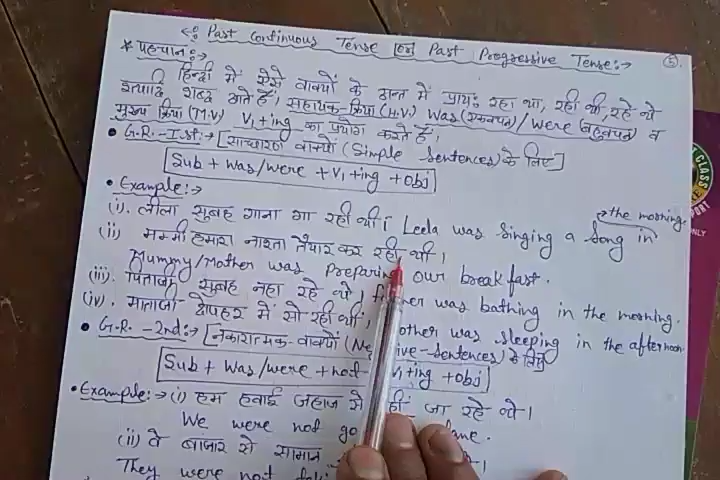 Past Continuous Tense or Past Progressive Tense:→ (5)
* पहचान:→
हिन्दी में ऐसे वाक्यों के अन्त में प्रायः रहा था, रही थी, रहे थे
इत्यादि शब्द आते हैं। सहायक-क्रिया (H.V.) Was (एकवचन)/Were (बहुवचन) व
मुख्य क्रिया (M.V.) V₁+ing का प्रयोग करते हैं।
• G.R.-Ist:→ [साधारण वाक्यों (Simple Sentences) के लिए]
Sub + Was/were + V₁+ing + obj
• Example:→
(i). लीला सुबह गाना गा रही थी। Leela was singing a song in the morning.
(ii) मम्मी हमारा नाश्ता तैयार कर रही थी।
Mummy/Mother was preparing our breakfast.
(iii). पिताजी सुबह नहा रहे थे was bathing in the morning.
(iv). माताजी दोपहर में सो रही थी was sleeping in the afternoon.
• G.R.-2nd:→ [नकारात्मक-वाक्यों Sentences) के लिए
Sub + Was/were + not V₁+ing + obj
• Example:→ (i) हम हवाई जहाज से जा रहे थे।
We were not
(ii) वे बाजार से सामान
They were not